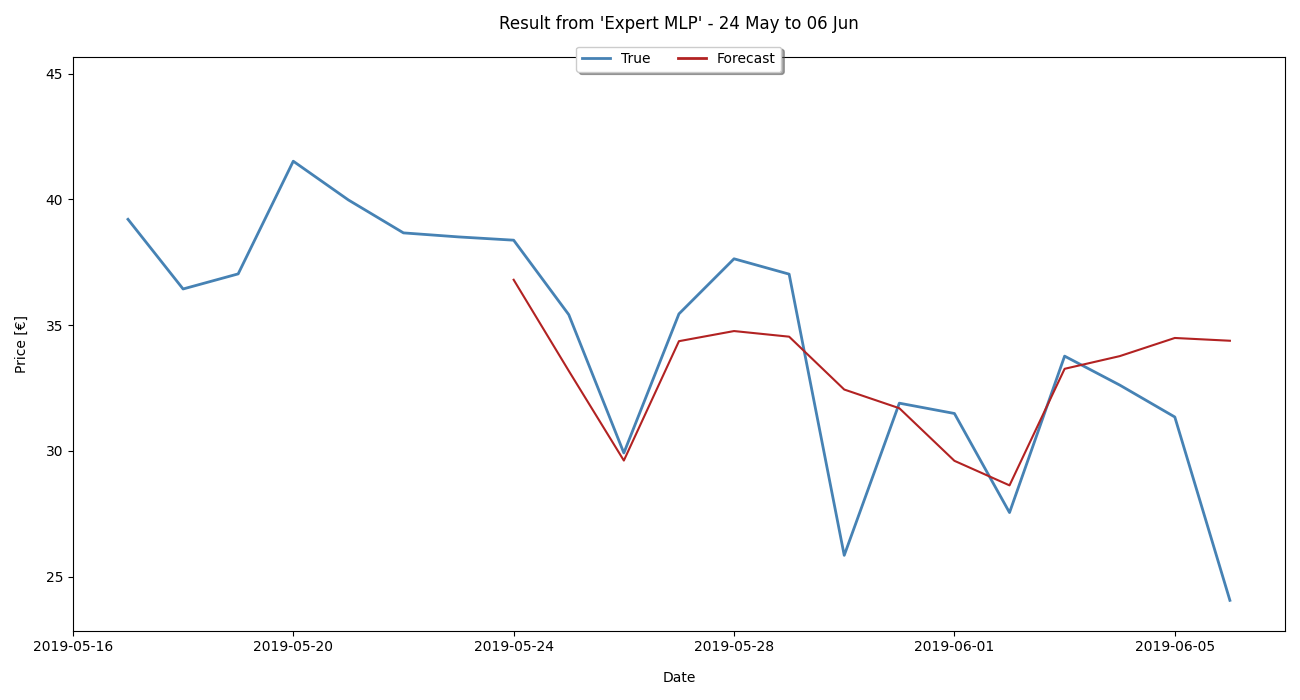 Result from 'Expert MLP' - 24 May to 06 Jun
True Forecast
45
40
35
30
25
Price [€]
2019-05-16 2019-05-20 2019-05-24 2019-05-28 2019-06-01 2019-06-05
Date